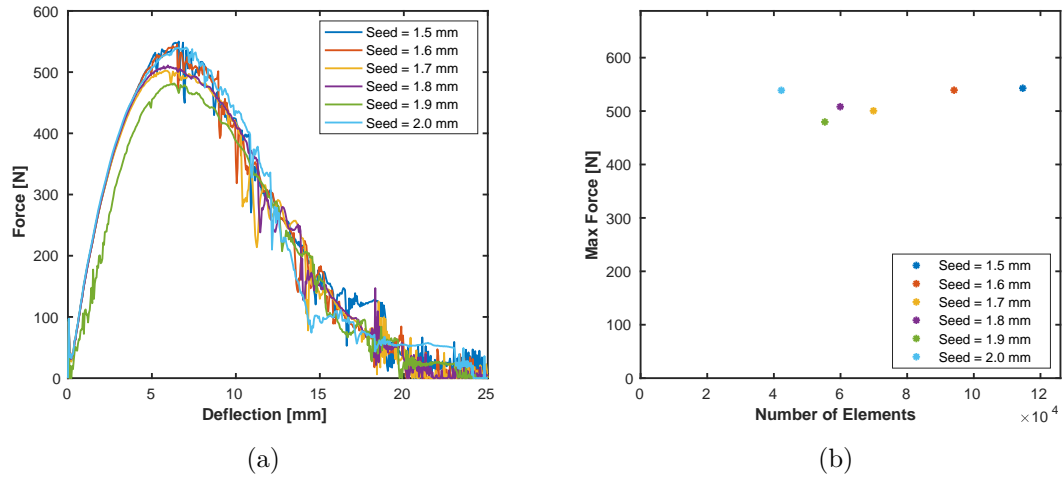 600
500
400
300
200
100
0
0
5
10
15
20
25
Force [N]
Deflection [mm]
Seed = 1.5 mm
Seed = 1.6 mm
Seed = 1.7 mm
Seed = 1.8 mm
Seed = 1.9 mm
Seed = 2.0 mm
(a)
600
500
400
300
200
100
0
0
2
4
6
8
10
12
× 10 4
Max Force [N]
Number of Elements
Seed = 1.5 mm
Seed = 1.6 mm
Seed = 1.7 mm
Seed = 1.8 mm
Seed = 1.9 mm
Seed = 2.0 mm
(b)